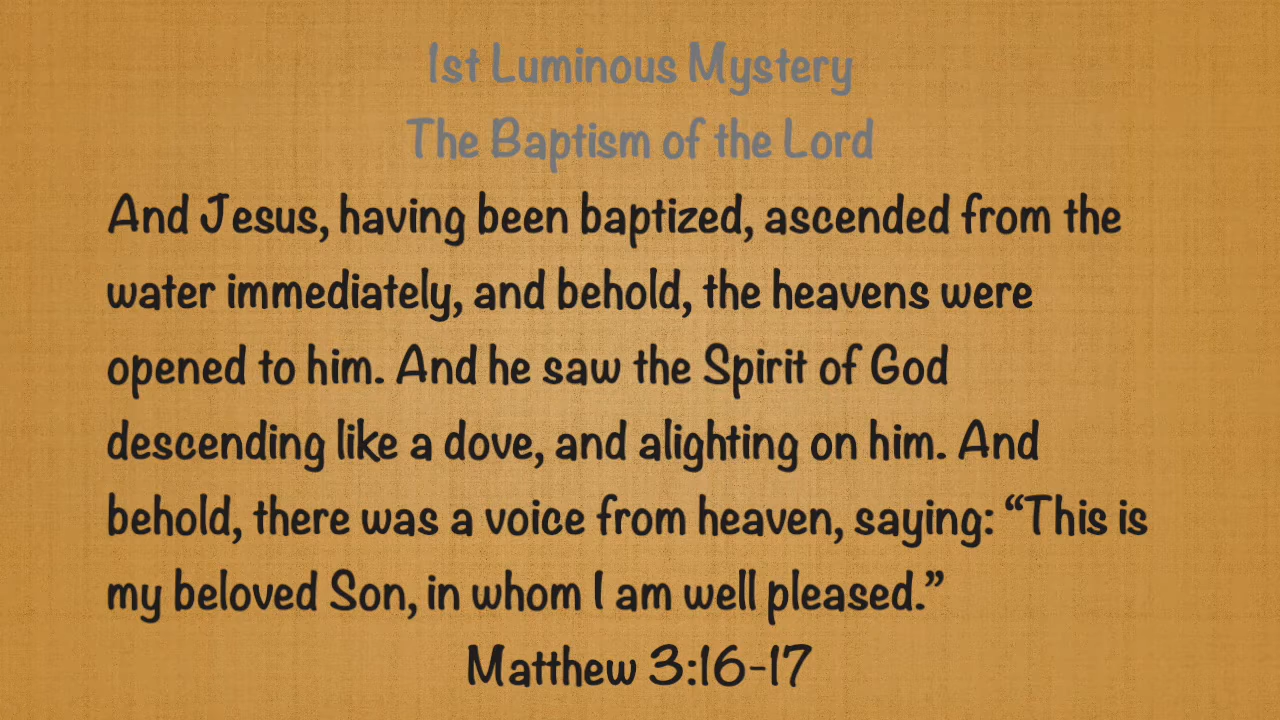 1st Luminous Mystery
The Baptism of the Lord
And Jesus, having been baptized, ascended from the
water immediately, and behold, the heavens were
opened to him. And he saw the Spirit of God
descending like a dove, and alighting on him. And
behold, there was a voice from heaven, saying: “This is
my beloved Son, in whom I am well pleased.”
Matthew 3:16-17